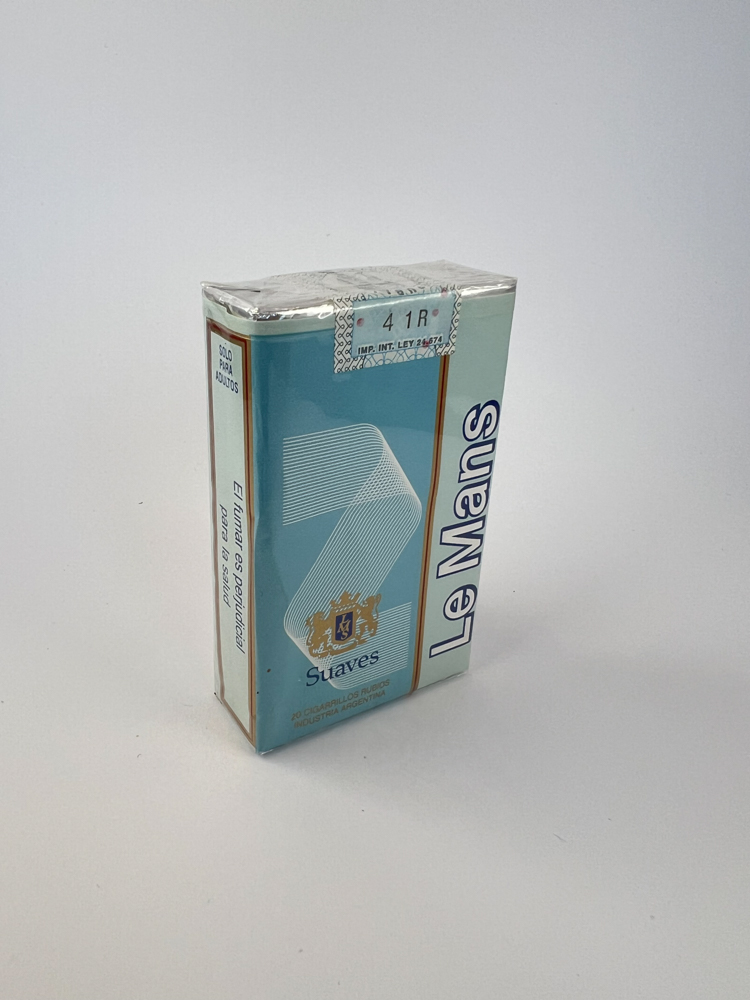 4 1R
IMP. INT. LEY 24.674
SÓLO
PARA
ADULTOS
El fumar es perjudicial
para la salud
Le Mans
Suaves
20 CIGARRILLOS RUBIOS
INDUSTRIA ARGENTINA